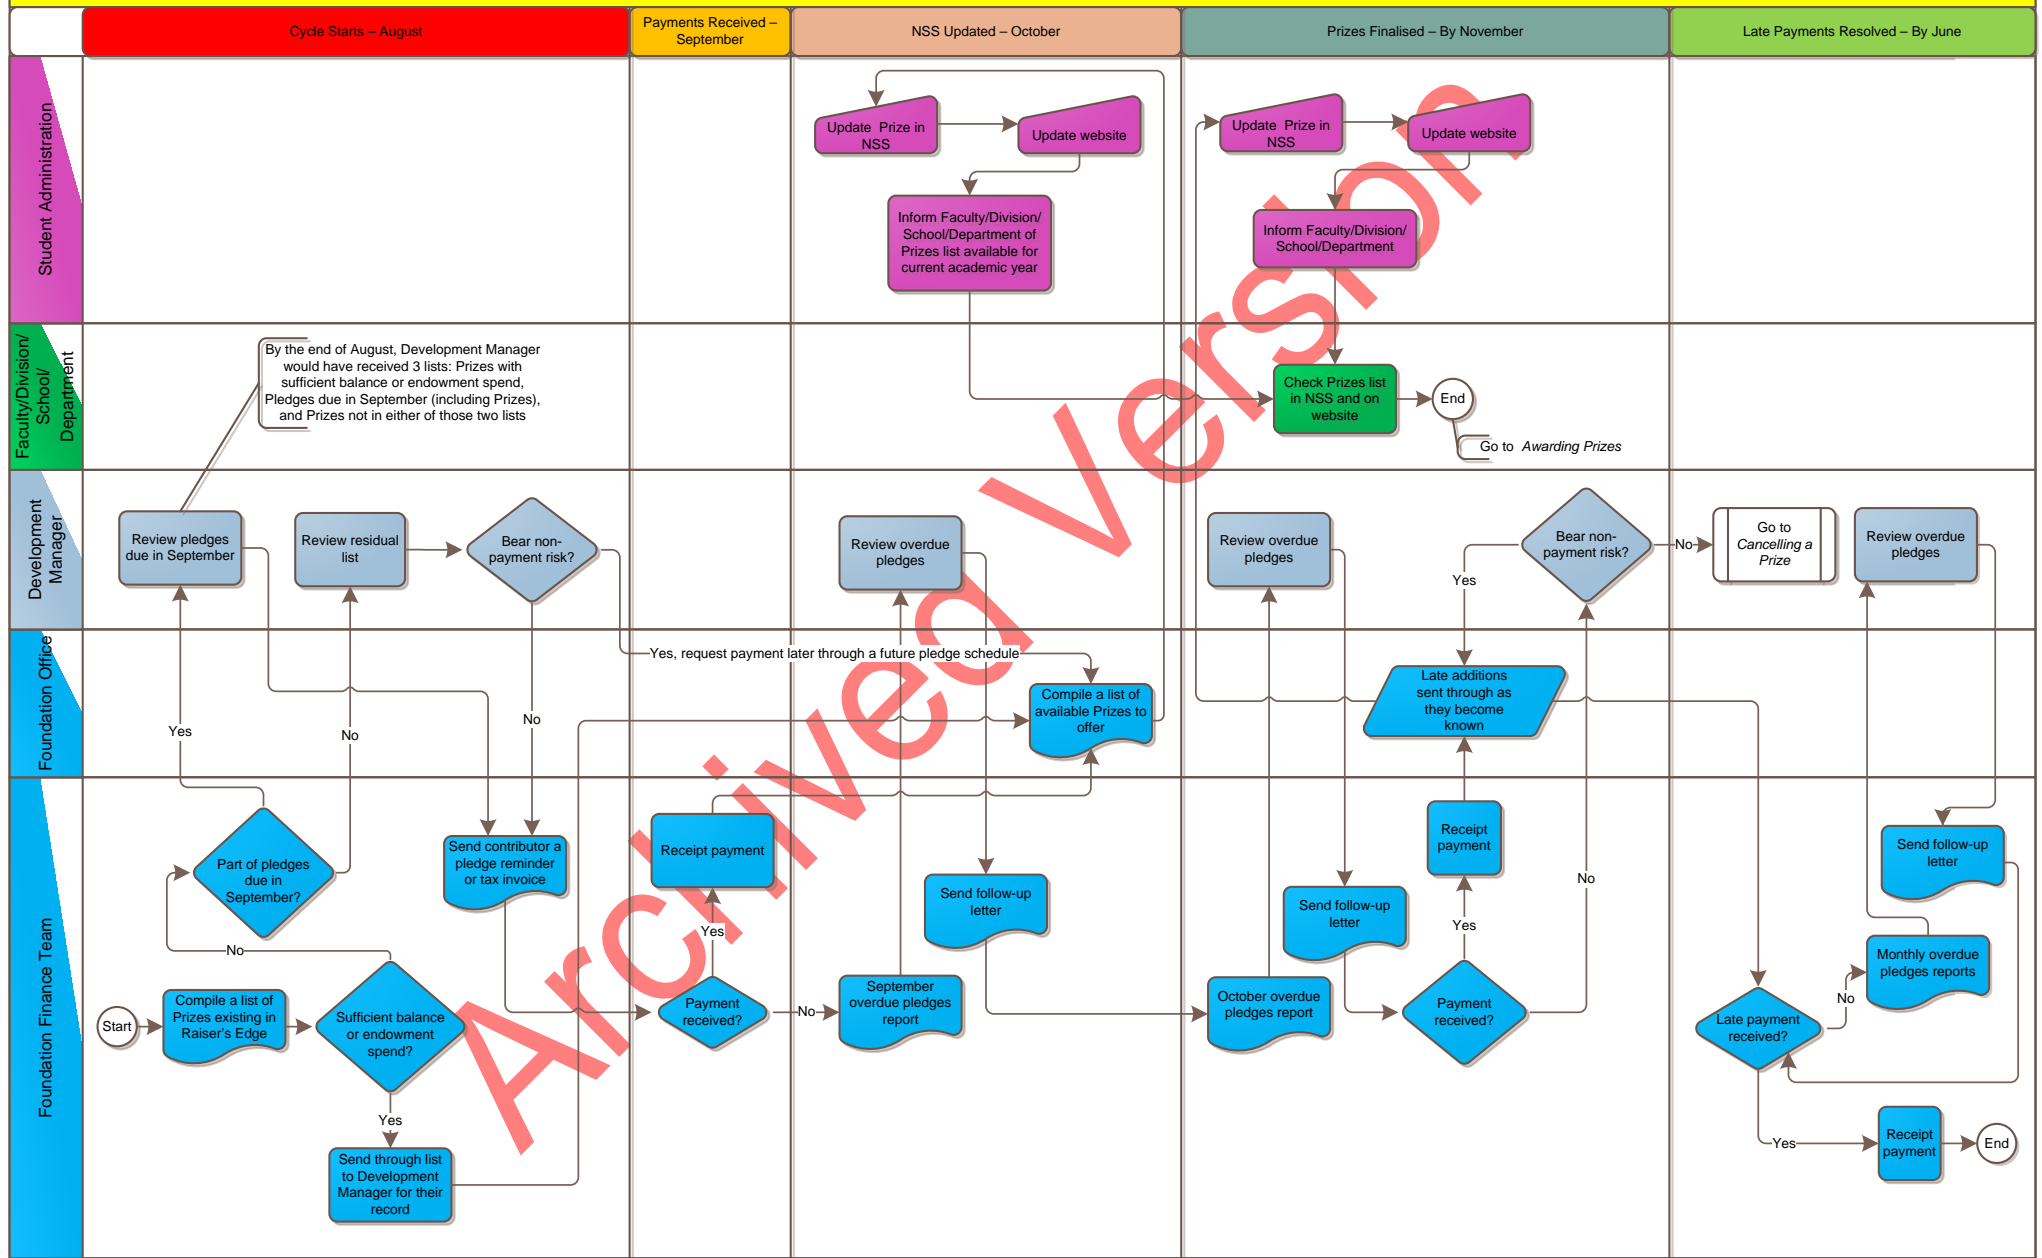 Cycle Starts – August
Payments Received –
September
NSS Updated – October
Prizes Finalised – By November
Late Payments Resolved – By June
Student Administration
Update Prize in
NSS
Update website
Inform Faculty/Division/
School/Department of
Prizes list available for
current academic year
Update Prize in
NSS
Update website
Inform Faculty/Division/
School/Department
Faculty/Division/
School/
Department
By the end of August, Development Manager
would have received 3 lists: Prizes with
sufficient balance or endowment spend,
Pledges due in September (including Prizes),
and Prizes not in either of those two lists
Check Prizes list
in NSS and on
website
End
Go to Awarding Prizes
Development
Manager
Review pledges
due in September
Review residual
list
Bear non-
payment risk?
Review overdue
pledges
Review overdue
pledges
Bear non-
payment risk?
Yes
No
Go to
Cancelling a
Prize
Review overdue
pledges
Foundation Office
Yes
No
No
Yes, request payment later through a future pledge schedule
Compile a list of
available Prizes to
offer
Late additions
sent through as
they become
known
Foundation Finance Team
Part of pledges
due in
September?
No
Start
Compile a list of
Prizes existing in
Raiser's Edge
Sufficient balance
or endowment
spend?
Yes
Send through list
to Development
Manager for their
record
Send contributor a
pledge reminder
or tax invoice
Receipt payment
Yes
Payment
received?
No
September
overdue pledges
report
Send follow-up
letter
October overdue
pledges report
Send follow-up
letter
Receipt
payment
Yes
Payment
received?
No
Late payment
received?
No
Monthly overdue
pledges reports
Send follow-up
letter
Yes
Receipt
payment
End
Archived Version